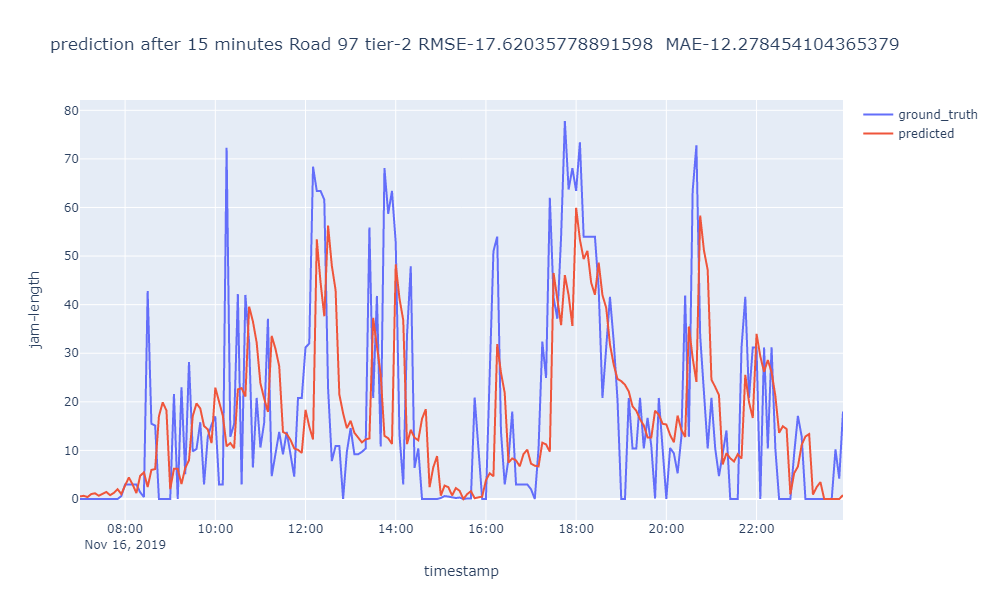 prediction after 15 minutes Road 97 tier-2 RMSE-17.62035778891598  MAE-12.278454104365379
ground_truth
predicted
jam-length
80
70
60
50
40
30
20
10
0
08:00
10:00
12:00
14:00
16:00
18:00
20:00
22:00
Nov 16, 2019
timestamp